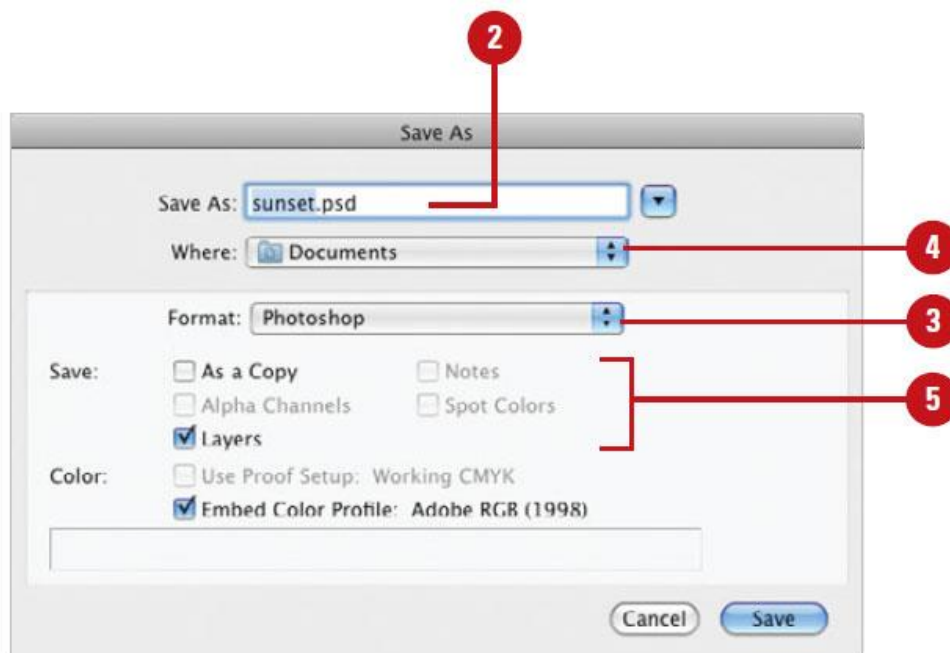 2
Save As
Save As: sunset.psd
Where: Documents
4
Format: Photoshop
3
Save: As a Copy Notes
Alpha Channels Spot Colors
5
Layers
Color: Use Proof Setup: Working CMYK
Embed Color Profile: Adobe RGB (1998)
Cancel Save